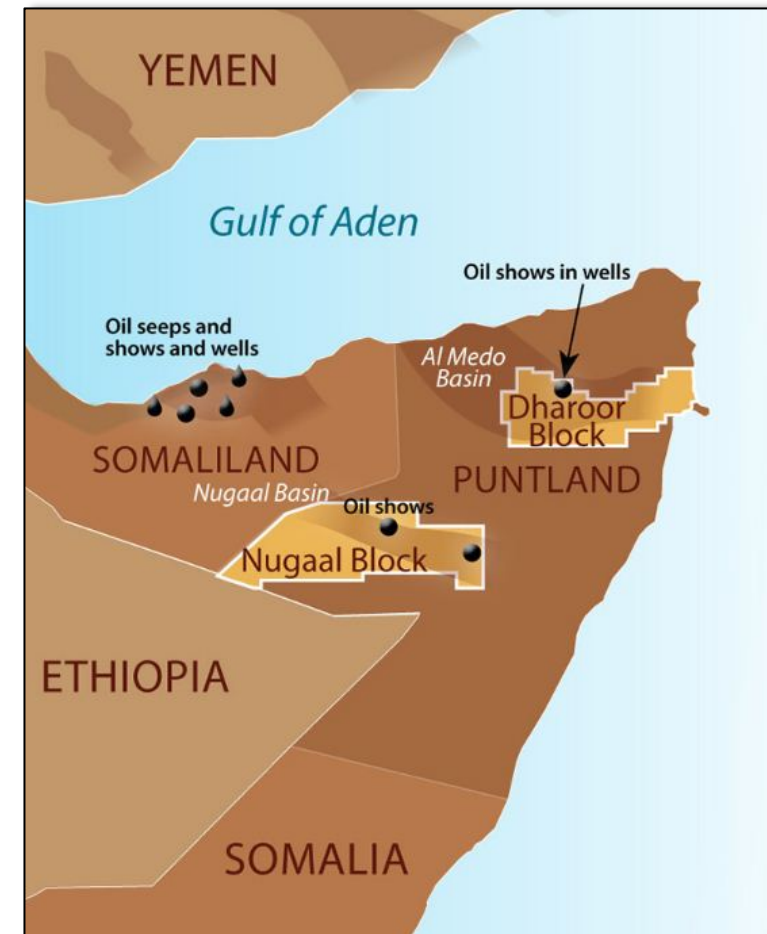 YEMEN
Gulf of Aden
Oil shows in wells
Oil seeps and
shows and wells
Al Medo
Basin
Dharoor
Block
SOMALILAND
PUNTLAND
Nugaal Basin
Oil shows
Nugaal Block
ETHIOPIA
SOMALIA